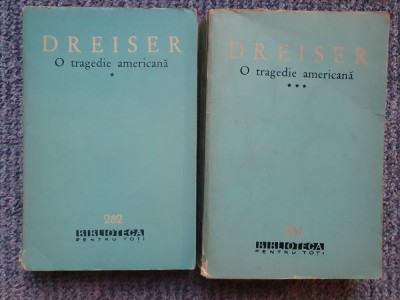 DREISER
O tragedie americană
*
282
BIBLIOTECA
PENTRU TOȚI
DREISER
O tragedie americană
***
BIBLIOTECA
PENTRU TOȚI